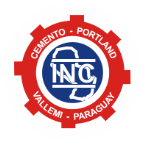 CEMENTO - PORTLAND
INC
VALLEMI - PARAGUAY